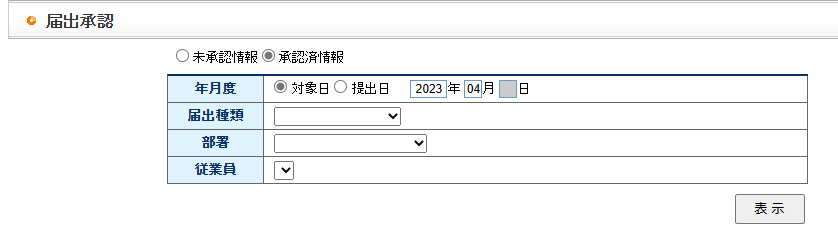 届出承認
未承認情報 承認済情報
年月度 対象日 提出日 2023 年 04 月 日
届出種類
部署
従業員
表示